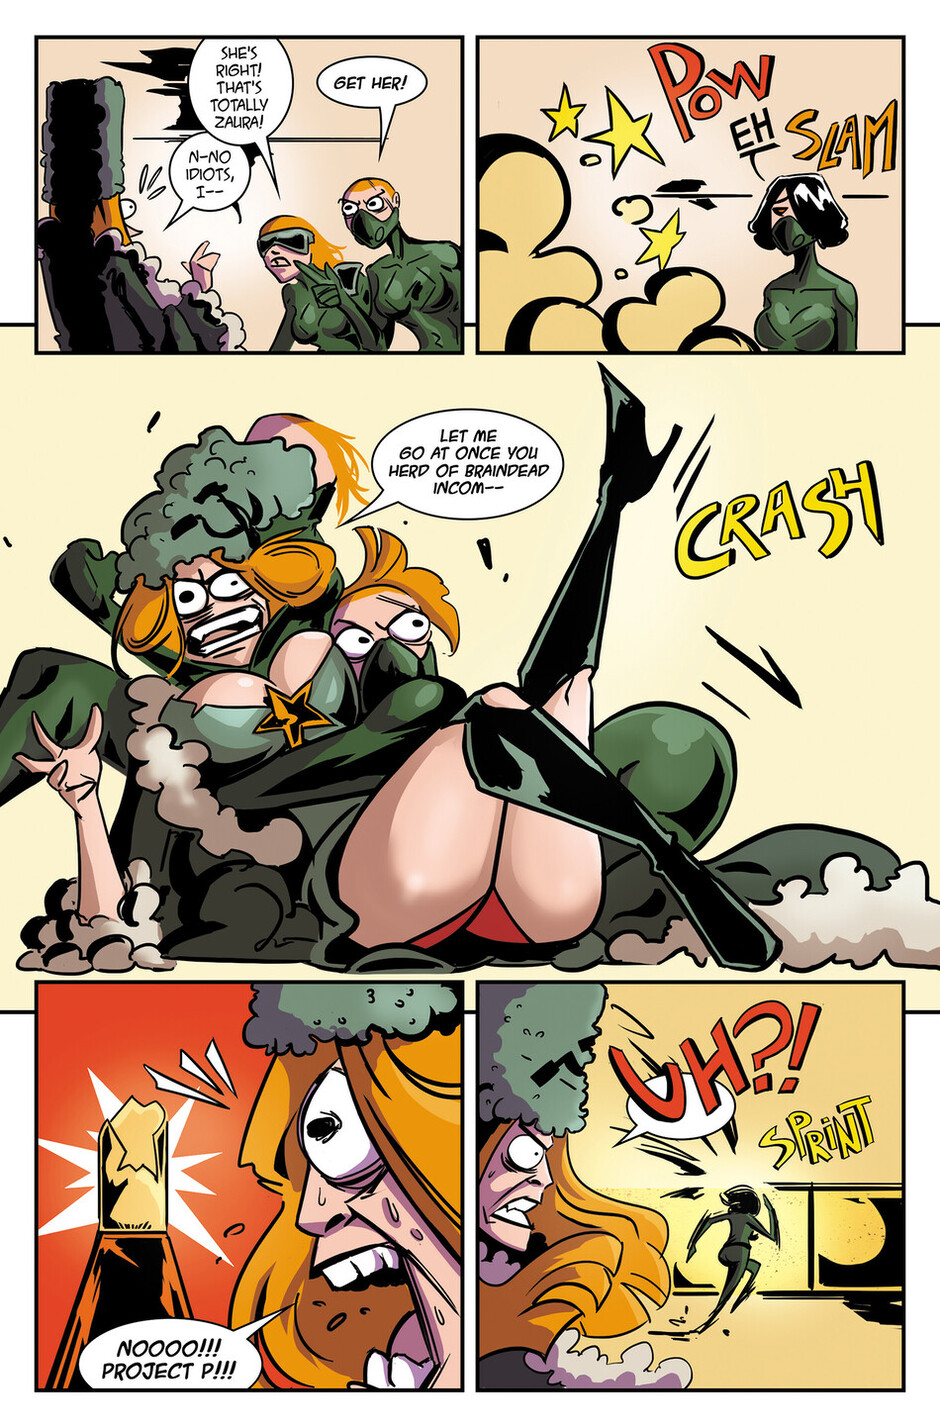 SHE'S
RIGHT!
THAT'S
TOTALLY
ZAURA!
N-NO
IDIOTS,
I--
GET HER!
POW
EH
SLAM
LET ME
GO AT ONCE YOU
HERD OF BRAINDEAD
INCOM--
CRASH
NOOOO!!!
PROJECT P!!!
UH?!
SPRINT